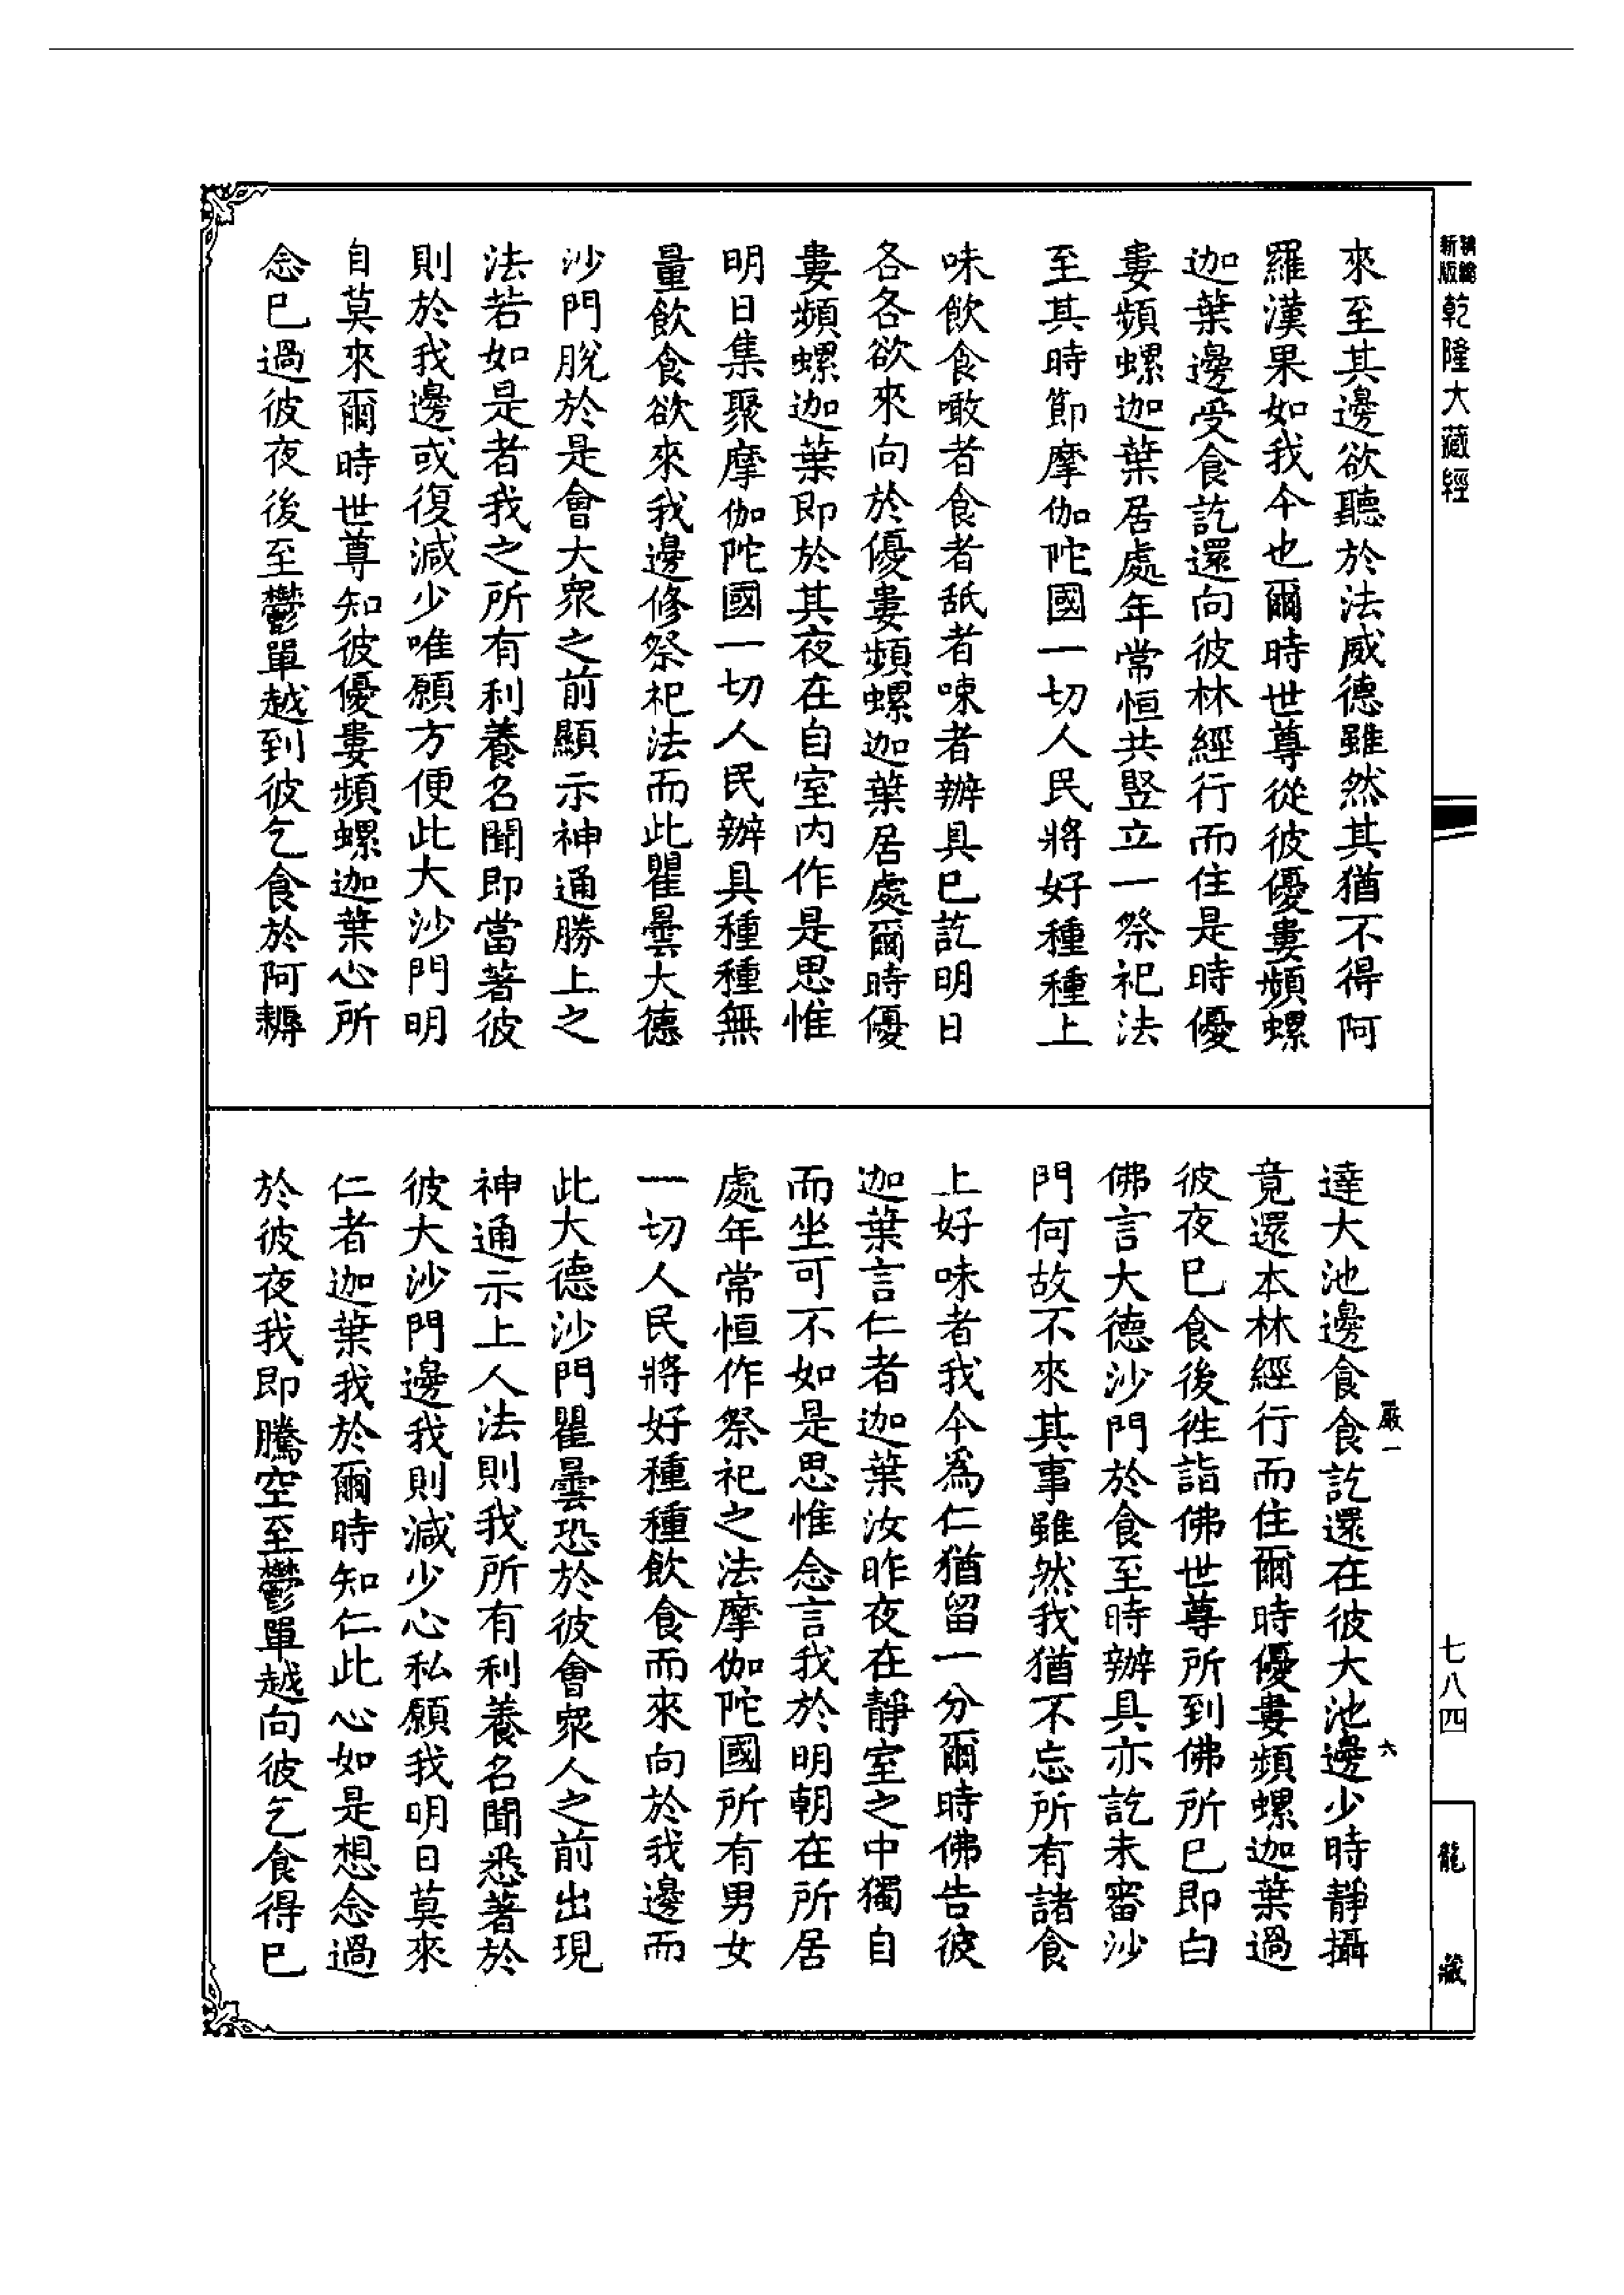 新編縮版乾隆大藏經
來至其邊欲聽於法威德雖然其猶不得阿
羅漢果如我今也爾時世尊從彼優婁頻螺
迦葉邊受食訖還向彼林經行而住是時優
婁頻螺迦葉居處年常恒共竪立一祭祀法
至其時節摩伽陀國一切人民將好種種上
味飲食噉者食者舐者㖨者辦具已訖明日
各各欲來向於優婁頻螺迦葉居處爾時優
婁頻螺迦葉即於其夜在自室内作是思惟
明日集聚摩伽陀國一切人民辦具種種無
量飲食欲來我邊修祭祀法而此瞿曇大德
沙門脫於是會大衆之前顯示神通勝上之
法若如是者我之所有利養名聞即當著彼
則於我邊或復減少唯願方便此大沙門明
自莫來爾時世尊知彼優婁頻螺迦葉心所
念已過彼夜後至鬱單越到彼乞食於阿耨
達大池邊食食訖還在彼大池邊少時靜攝
竟還本林經行而住爾時優婁頻螺迦葉過
彼夜已食後徃詣佛世尊所到佛所已即白
佛言大德沙門於食至時辦具亦訖未審沙
門何故不來其事雖然我猶不忘所有諸食
上好味者我今為仁猶留一分爾時佛告彼
迦葉言仁者迦葉汝昨夜在靜室之中獨自
而坐可不如是思惟念言我於明朝在所居
處年常恒作祭祀之法摩伽陀國所有男女
一切人民將好種種飲食而來向於我邊而
此大德沙門瞿曇恐於彼會衆人之前出現
神通示上人法則我所有利養名聞悉著於
彼大沙門邊我則減少心私願我明日莫來
仁者迦葉我於爾時知仁此心如是想念過
於彼夜我即騰空至鬱單越向彼乞食得已
嚴一
六
七八四
龍藏